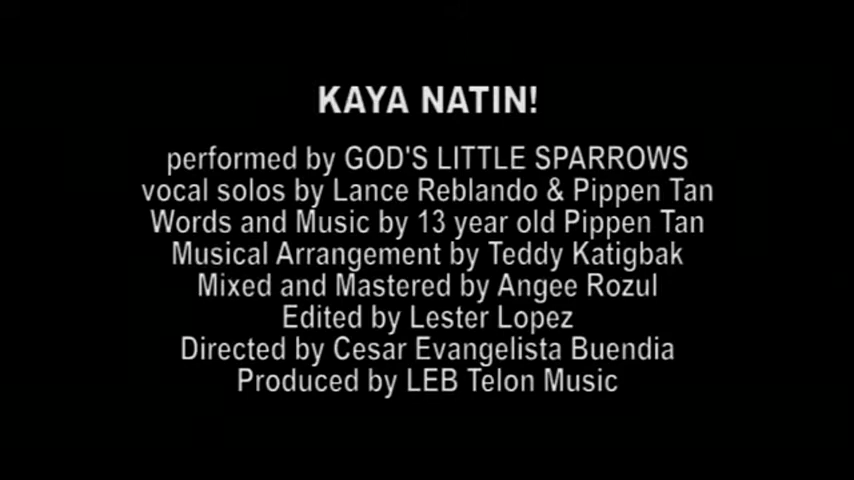 KAYA NATIN!
performed by GOD'S LITTLE SPARROWS
vocal solos by Lance Reblando & Pippen Tan
Words and Music by 13 year old Pippen Tan
Musical Arrangement by Teddy Katigbak
Mixed and Mastered by Angee Rozul
Edited by Lester Lopez
Directed by Cesar Evangelista Buendia
Produced by LEB Telon Music